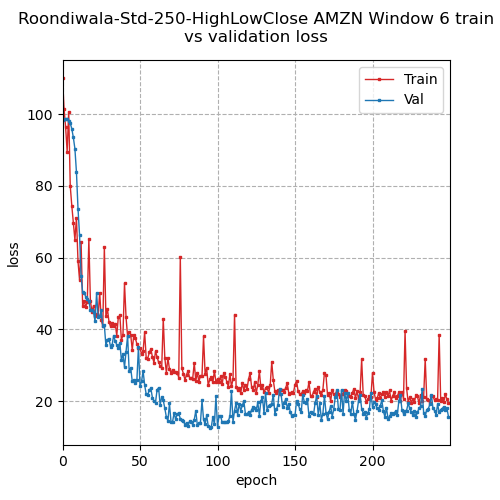 Roondiwala-Std-250-HighLowClose AMZN Window 6 train
vs validation loss
Train
Val
100
80
60
40
20
loss
0
50
100
150
200
epoch